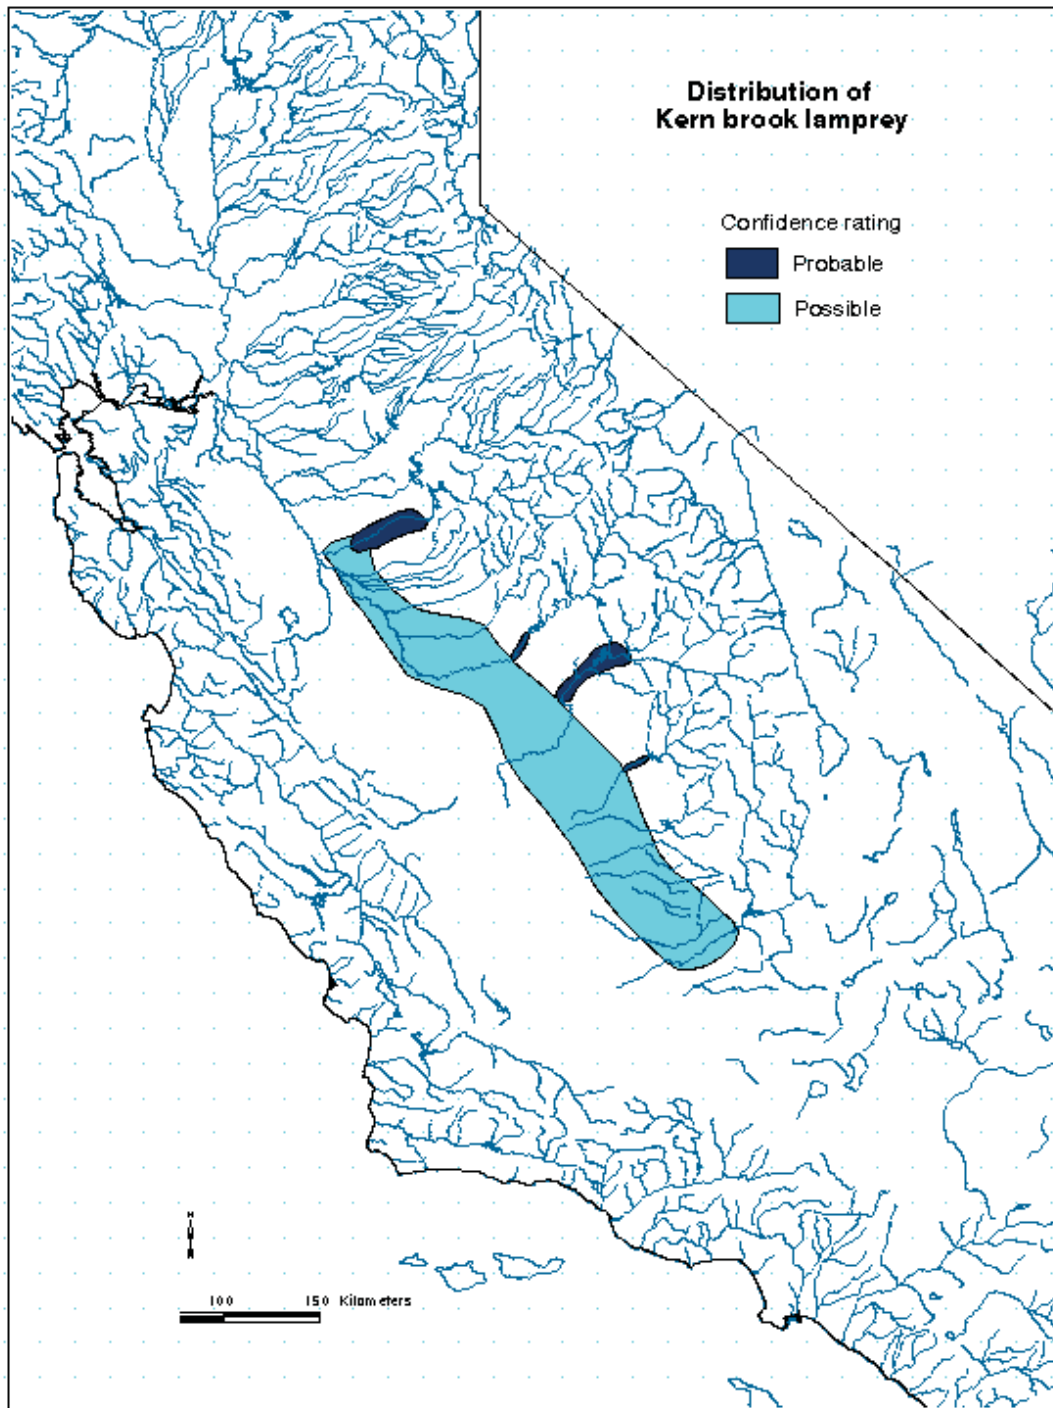 Distribution of
Kern brook lamprey
Confidence rating
Probable
Possible
N
100 150 Kilometers